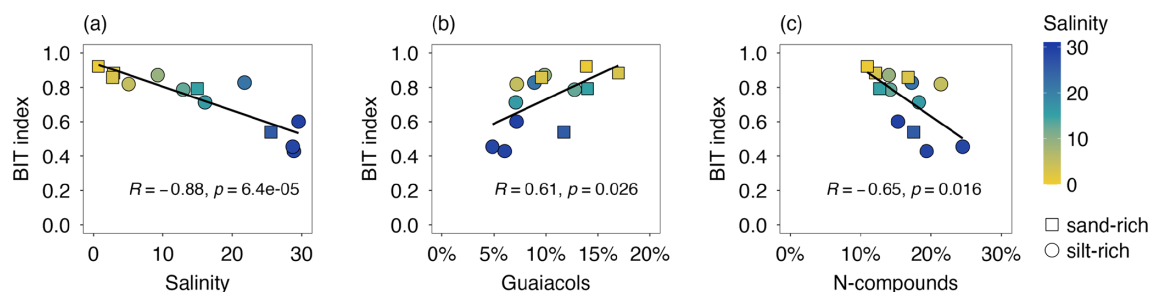 (a)
(b)
(c)
BIT index
1.0
0.8
0.6
0.4
0.2
0.0
R = −0.88, p = 6.4e-05
0
10
20
30
Salinity
BIT index
1.0
0.8
0.6
0.4
0.2
0.0
R = 0.61, p = 0.026
0%
5%
10%
15%
20%
Guaiacols
BIT index
1.0
0.8
0.6
0.4
0.2
0.0
R = −0.65, p = 0.016
0%
10%
20%
30%
N-compounds
Salinity
30
20
10
0
sand-rich
silt-rich